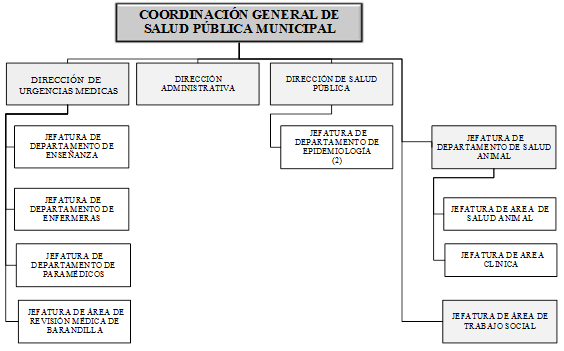 COORDINACIÓN GENERAL DE
SALUD PÚBLICA MUNICIPAL
DIRECCIÓN DE
URGENCIAS MEDICAS
DIRECCIÓN
ADMINISTRATIVA
DIRECCIÓN DE SALUD
PÚBLICA
JEFATURA DE
DEPARTAMENTO DE
ENSEÑANZA
JEFATURA DE
DEPARTAMENTO DE
EPIDEMIOLOGÍA
(2)
JEFATURA DE
DEPARTAMENTO DE SALUD
ANIMAL
JEFATURA DE
DEPARTAMENTO DE
ENFERMERAS
JEFATURA DE AREA DE
SALUD ANIMAL
JEFATURA DE
DEPARTAMENTO DE
PARAMÉDICOS
JEFATURA DE AREA
CLINICA
JEFATURA DE ÁREA DE
REVISIÓN MÉDICA DE
BARANDILLA
JEFATURA DE ÁREA DE
TRABAJO SOCIAL